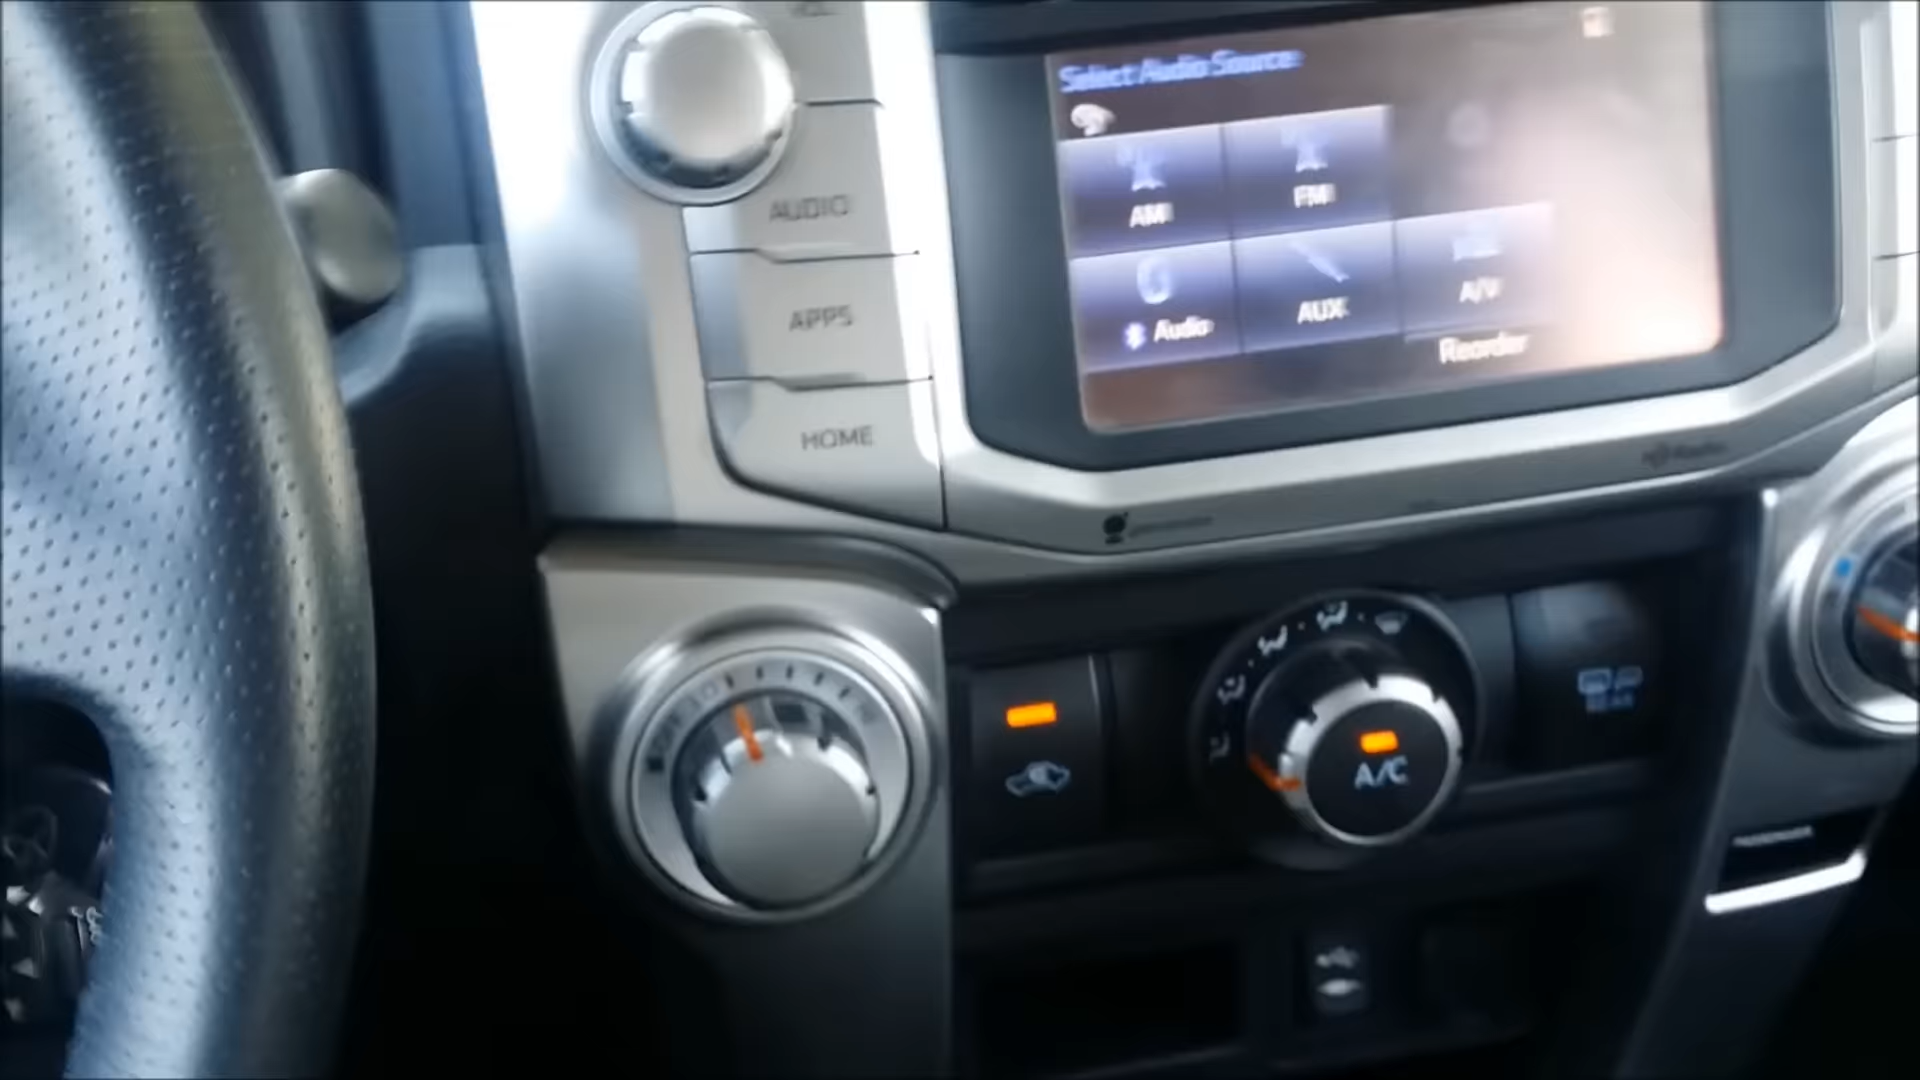 Select Audio Source
AM
FM
Audio
AUX
A/V
Reorder
AUDIO
APPS
HOME
A/C